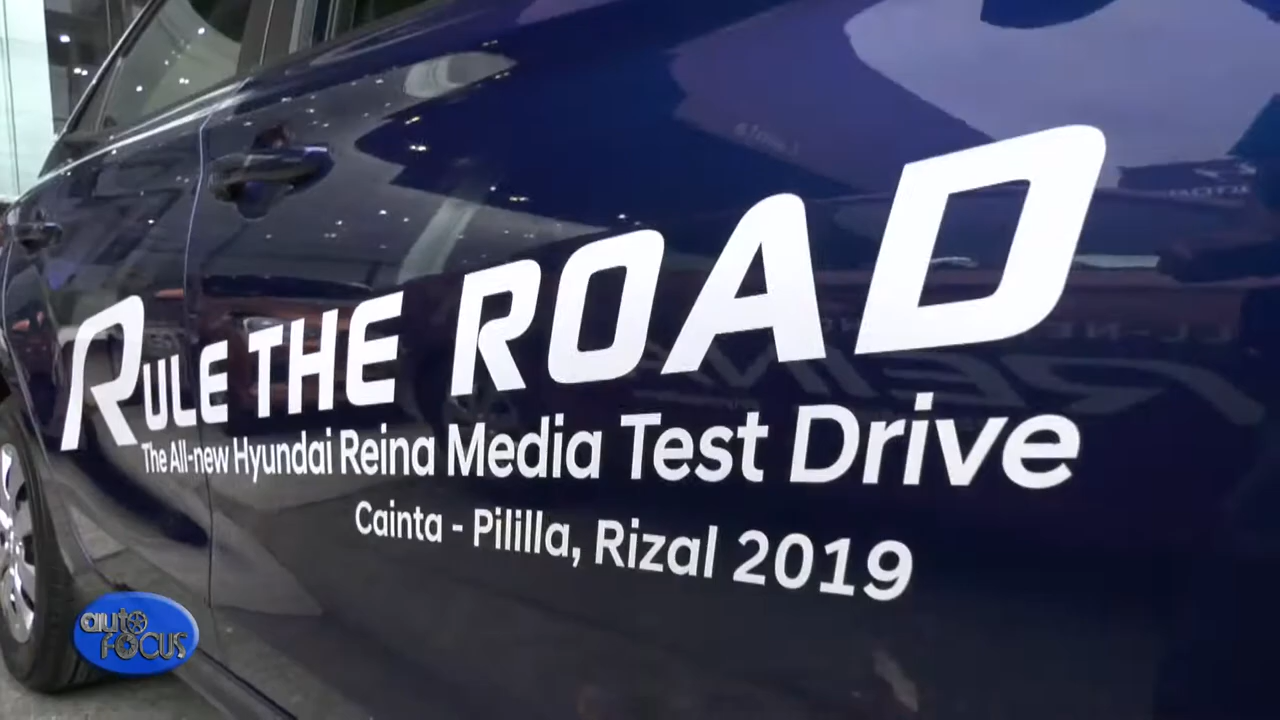 RULE THE ROAD
The All-new Hyundai Reina Media Test Drive
Cainta - Pililla, Rizal 2019
auto FOCUS